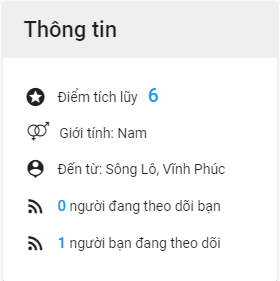 Thông tin
Điểm tích lũy 6
Giới tính: Nam
Đến từ: Sông Lô, Vĩnh Phúc
0 người đang theo dõi bạn
1 người bạn đang theo dõi